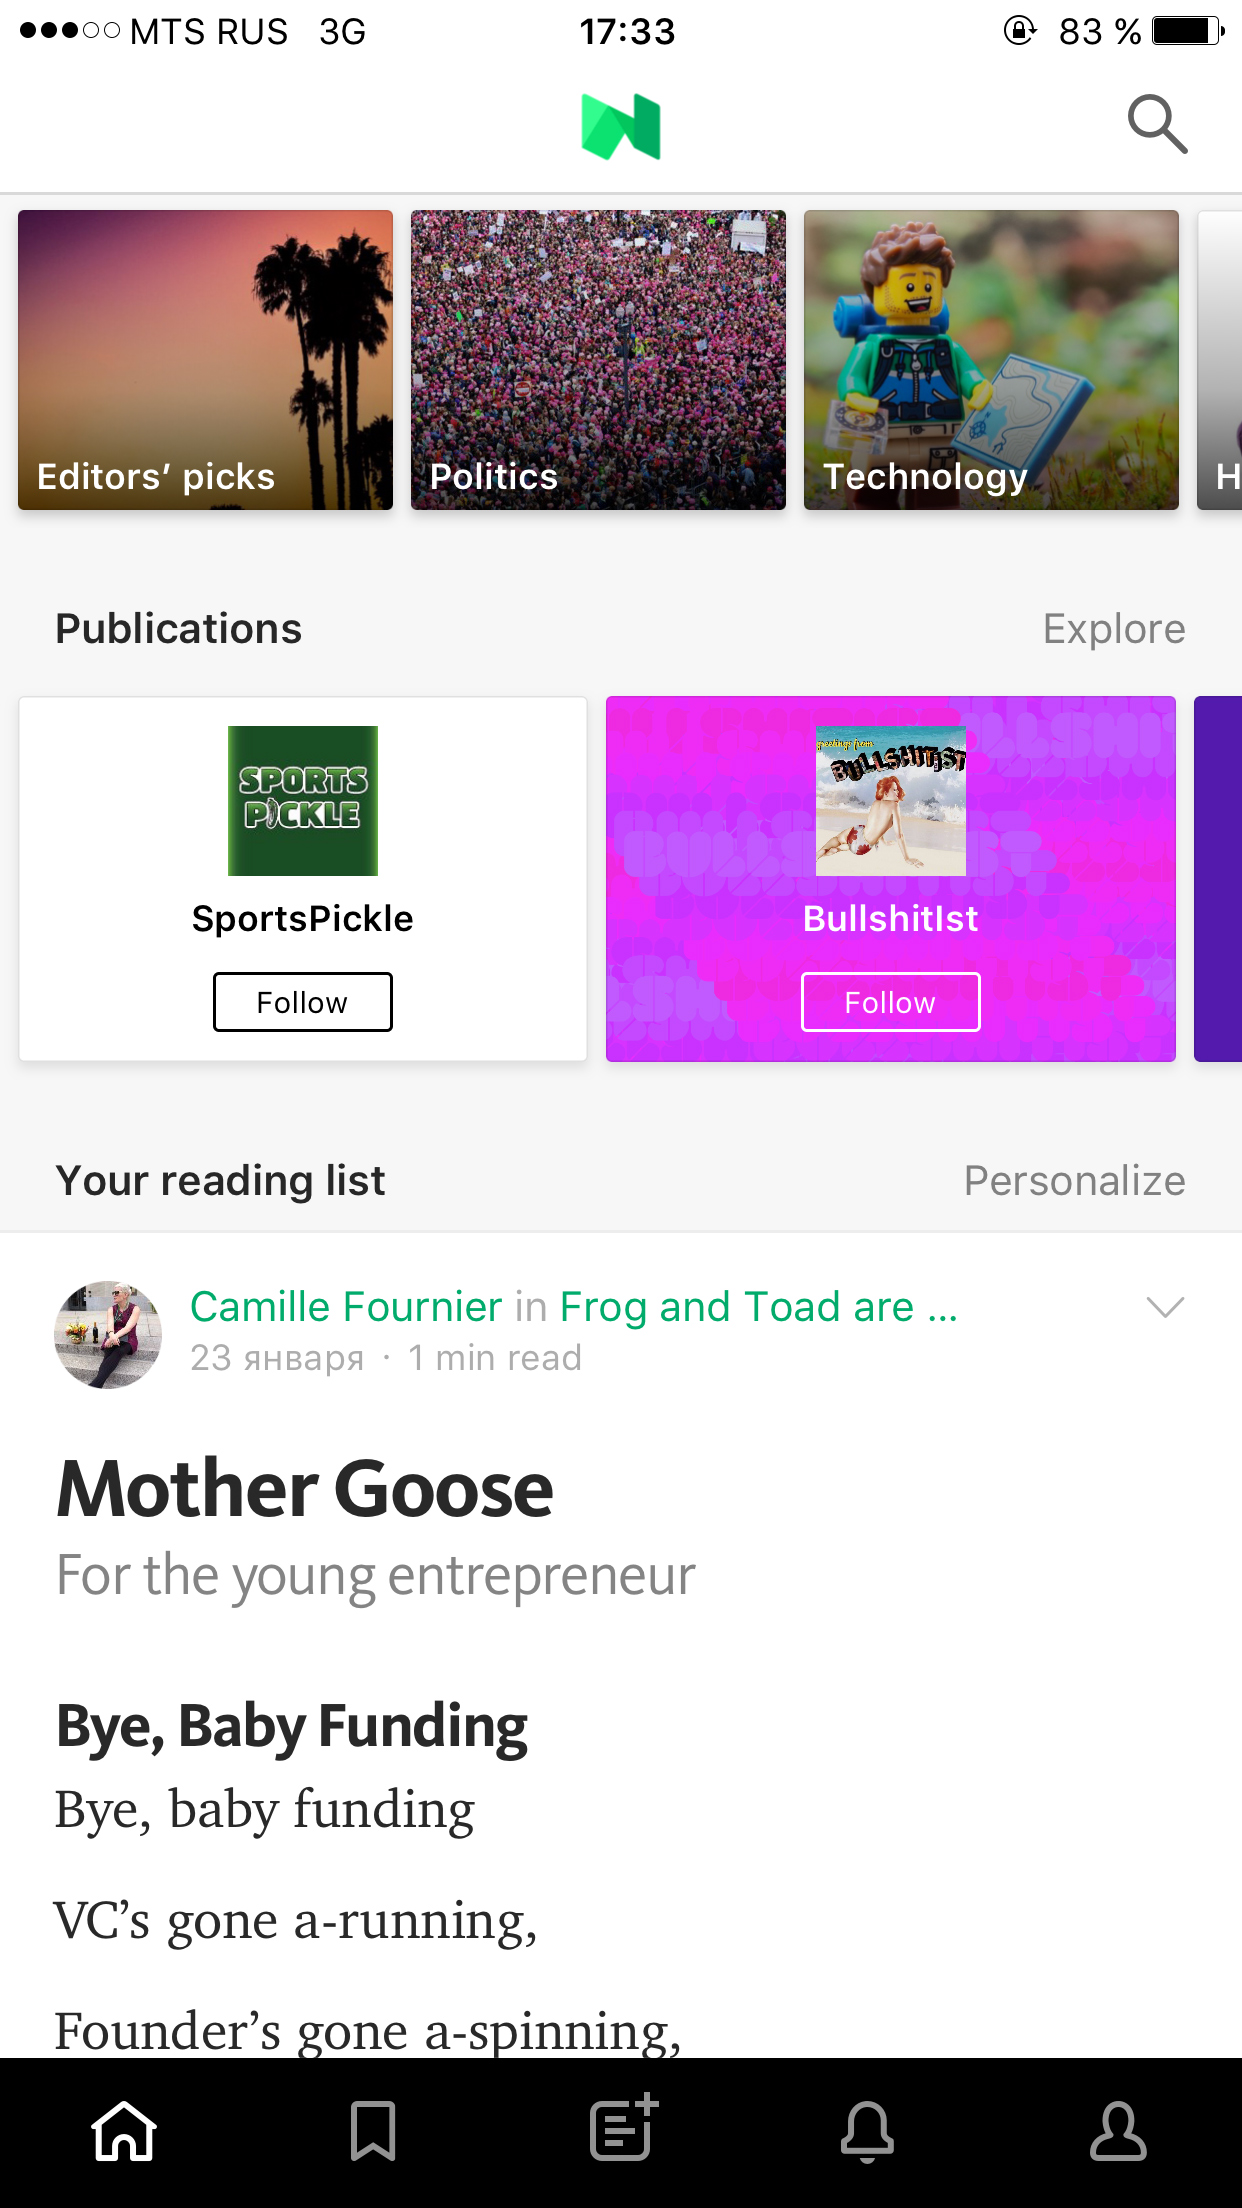 MTS RUS 3G 17:33 83 %
Editors’ picks
Politics
Technology
H
Publications Explore
SPORTS
PICKLE
SportsPickle
Follow
greetings from
BULLSHITIST
BullshitIst
Follow
Your reading list Personalize
Camille Fournier in Frog and Toad are ...
23 января · 1 min read
Mother Goose
For the young entrepreneur
Bye, Baby Funding
Bye, baby funding
VC’s gone a-running,
Founder’s gone a-spinning,